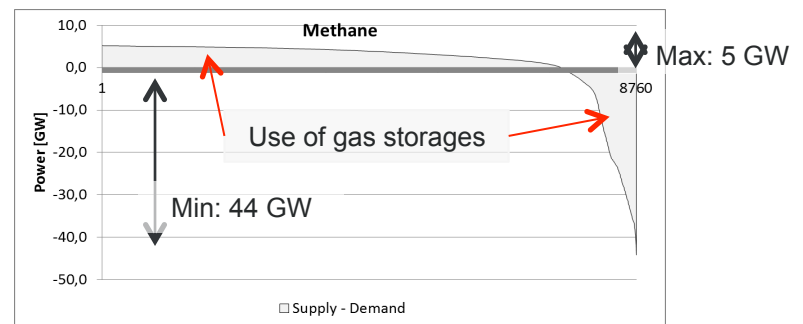 Methane
10,0
0,0
-10,0
-20,0
-30,0
-40,0
-50,0
Power [GW]
1
8760
Max: 5 GW
Use of gas storages
Min: 44 GW
Supply - Demand